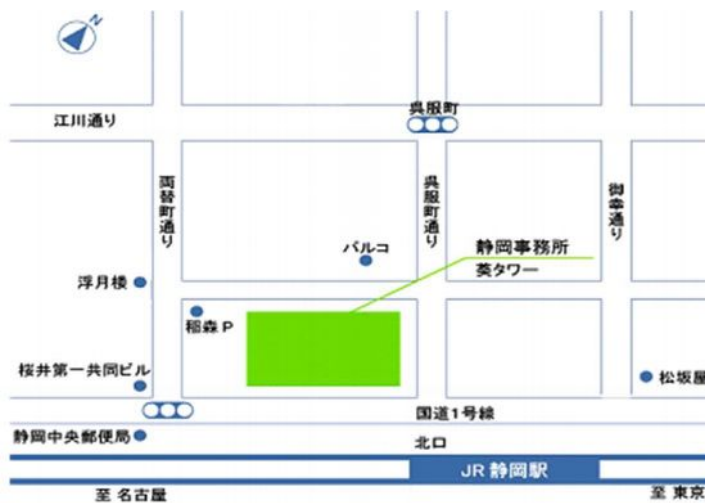 N
呉服町
江川通り
両替町通り
呉服町通り
御幸通り
パルコ
静岡事務所
葵タワー
浮月楼
稲森 P
桜井第一共同ビル
松坂屋
国道1号線
静岡中央郵便局
北口
JR 静岡駅
至 名古屋
至 東京